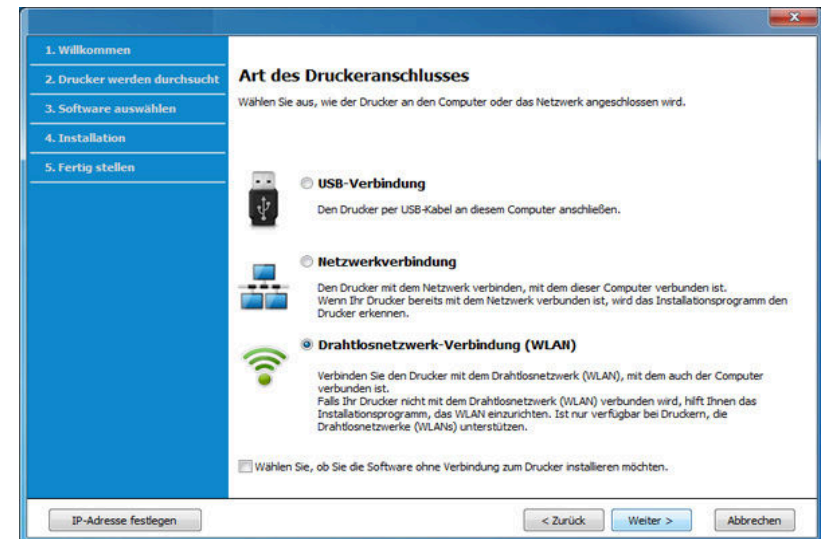 1. Willkommen
2. Drucker werden durchsucht
3. Software auswählen
4. Installation
5. Fertig stellen
Art des Druckeranschlusses
Wählen Sie aus, wie der Drucker an den Computer oder das Netzwerk angeschlossen wird.
USB-Verbindung
Den Drucker per USB-Kabel an diesem Computer anschließen.
Netzwerkverbindung
Den Drucker mit dem Netzwerk verbinden, mit dem dieser Computer verbunden ist.
Wenn Ihr Drucker bereits mit dem Netzwerk verbunden ist, wird das Installationsprogramm den
Drucker erkennen.
Drahtlosnetzwerk-Verbindung (WLAN)
Verbinden Sie den Drucker mit dem Drahtlosnetzwerk (WLAN), mit dem auch der Computer
verbunden ist.
Falls Ihr Drucker nicht mit dem Drahtlosnetzwerk (WLAN) verbunden wird, hilft Ihnen das
Installationsprogramm, das WLAN einzurichten. Ist nur verfügbar bei Druckern, die
Drahtlosnetzwerke (WLANs) unterstützen.
Wählen Sie, ob Sie die Software ohne Verbindung zum Drucker installieren möchten.
IP-Adresse festlegen
< Zurück
Weiter >
Abbrechen